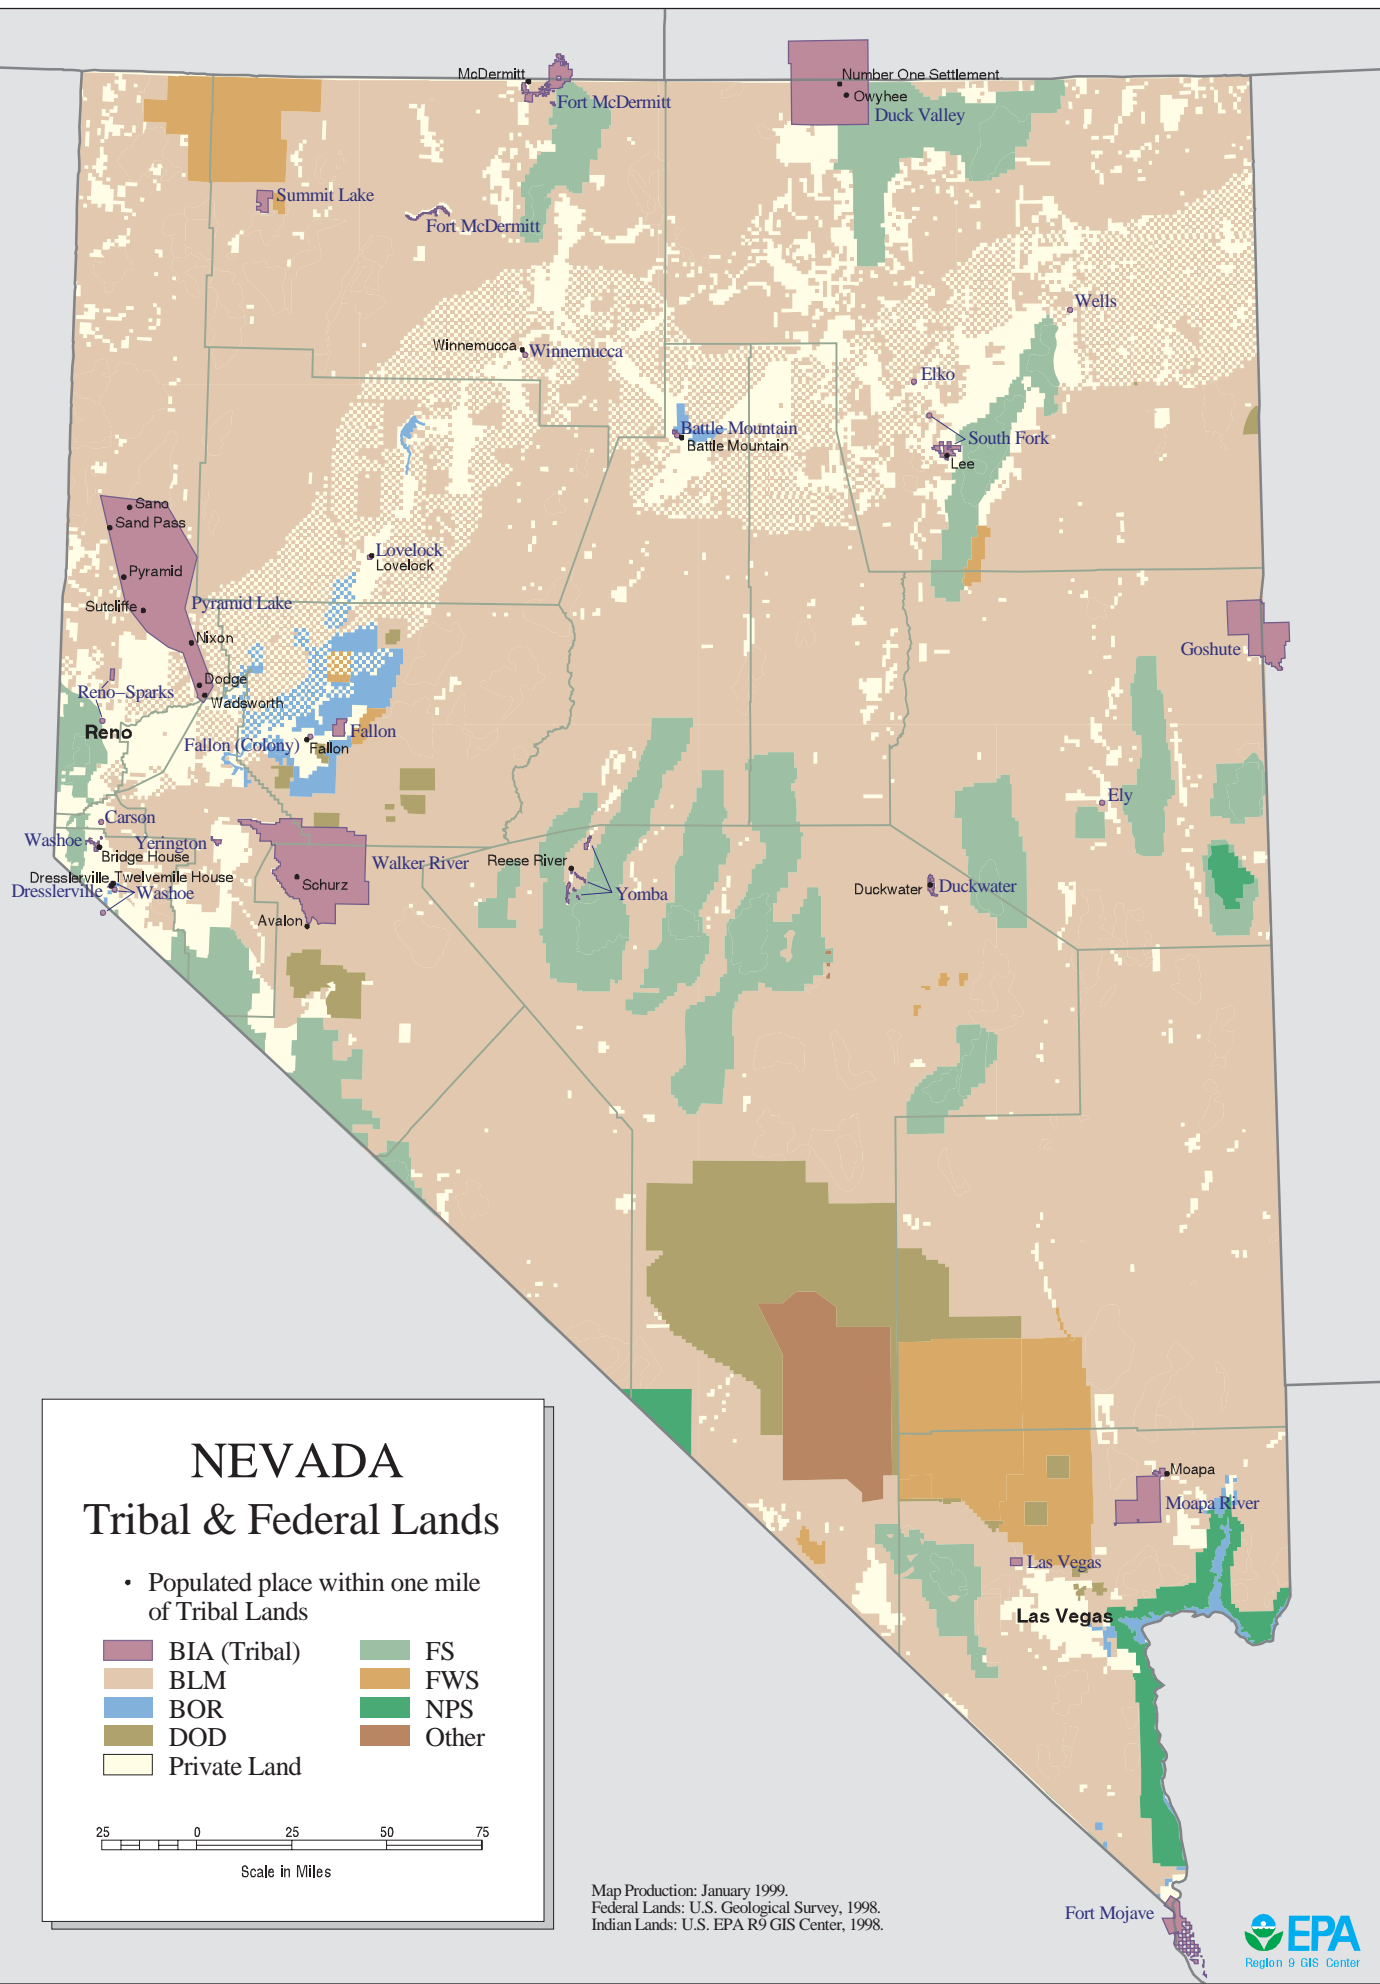 McDermitt
Fort McDermitt
Number One Settlement
Owyhee
Duck Valley
Summit Lake
Fort McDermitt
Wells
Winnemucca
Winnemucca
Elko
Battle Mountain
Battle Mountain
South Fork
Lee
Sano
Sand Pass
Lovelock
Lovelock
Pyramid
Sutcliffe
Pyramid Lake
Nixon
Goshute
Dodge
Reno–Sparks
Wadsworth
Reno
Fallon
Fallon (Colony)
Fallon
Ely
Carson
Washoe
Yerington
Bridge House
Walker River
Reese River
Dresslerville
Twelvemile House
Schurz
Dresslerville
Washoe
Yomba
Duckwater
Duckwater
Avalon
Moapa
Moapa River
Las Vegas
Las Vegas
NEVADA
Tribal & Federal Lands
• Populated place within one mile
of Tribal Lands
BIA (Tribal)
FS
BLM
FWS
BOR
NPS
DOD
Other
Private Land
25 0 25 50 75
Scale in Miles
Map Production: January 1999.
Federal Lands: U.S. Geological Survey, 1998.
Indian Lands: U.S. EPA R9 GIS Center, 1998.
Fort Mojave
EPA
Region 9 GIS Center